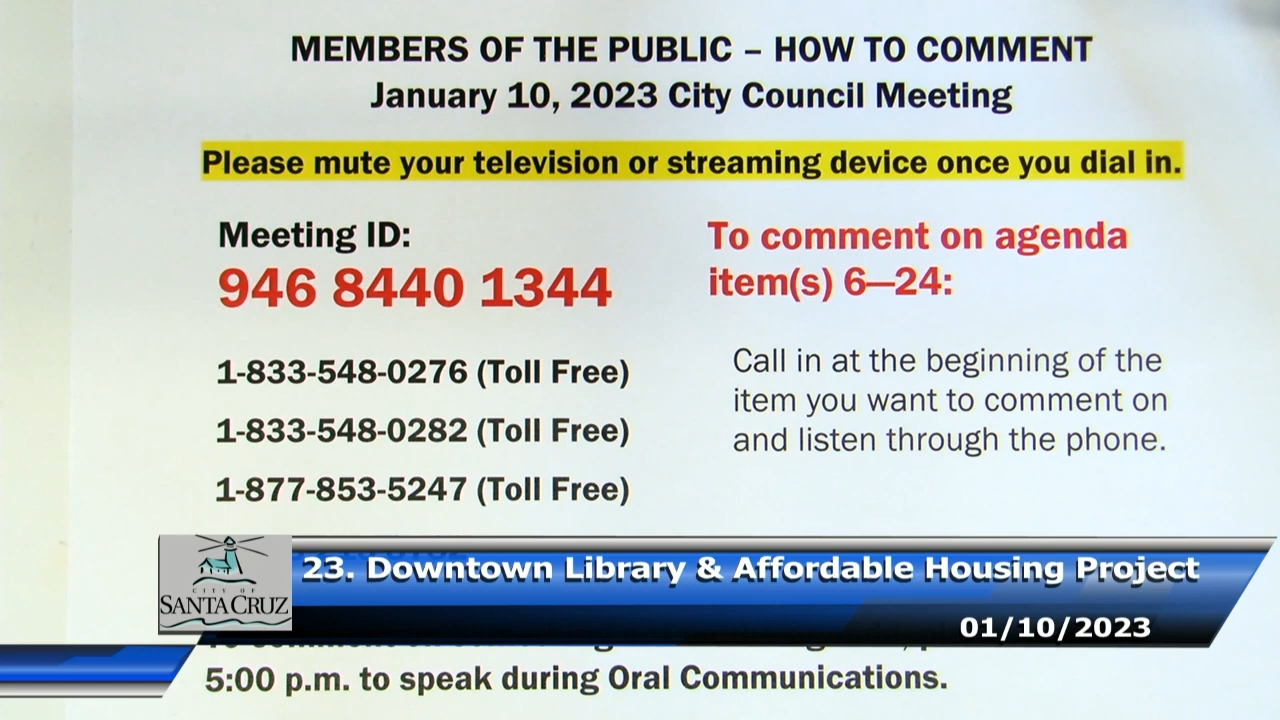 MEMBERS OF THE PUBLIC – HOW TO COMMENT
January 10, 2023 City Council Meeting
Please mute your television or streaming device once you dial in.
Meeting ID:
946 8440 1344
1-833-548-0276 (Toll Free)
1-833-548-0282 (Toll Free)
1-877-853-5247 (Toll Free)
To comment on agenda
item(s) 6—24:
Call in at the beginning of the
item you want to comment on
and listen through the phone.
CITY OF
SANTA CRUZ
23. Downtown Library & Affordable Housing Project
01/10/2023
5:00 p.m. to speak during Oral Communications.